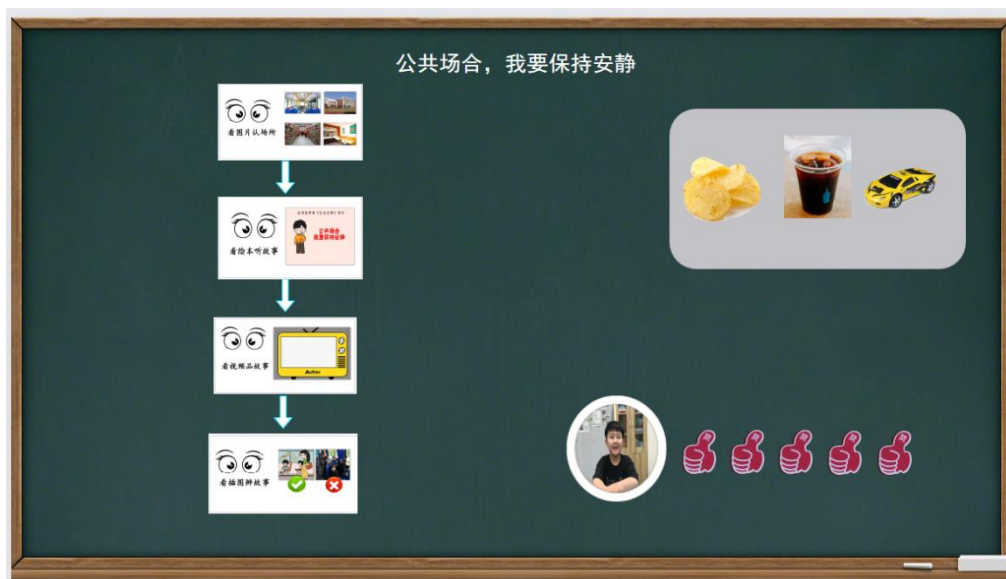 公共场合，我要保持安静
看图片认场所
看绘本听故事
公共场合
我要保持安静
看视频品故事
看插图辨故事